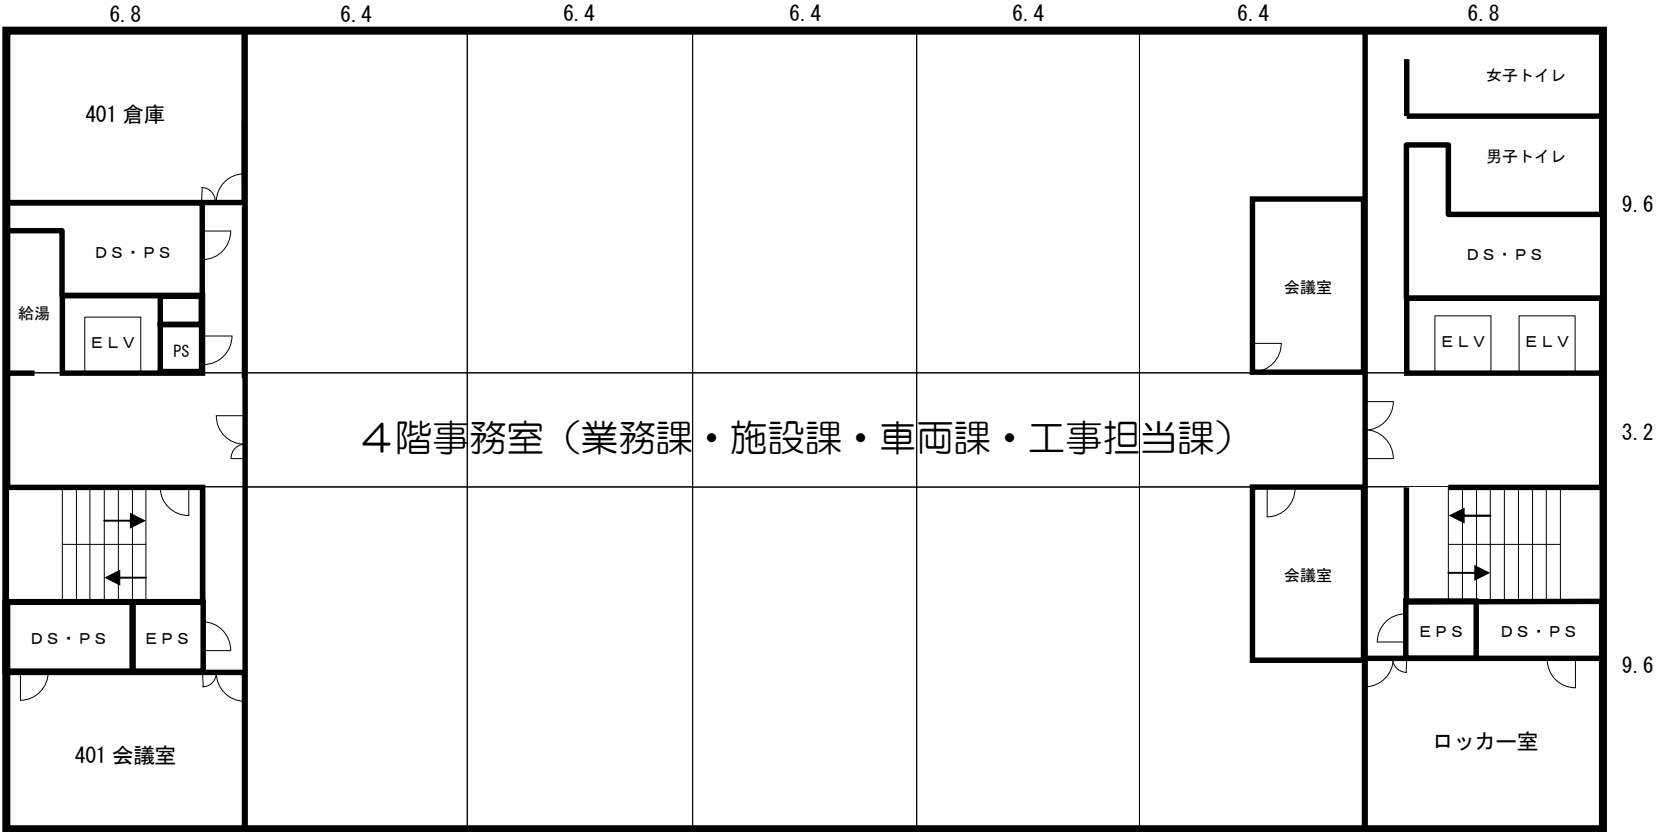 6.8 6.4 6.4 6.4 6.4 6.4 6.8
女子トイレ
401 倉庫
男子トイレ
9.6
DS・PS
DS・PS
会議室
給湯
ELV
PS
ELV
ELV
4階事務室（業務課・施設課・車両課・工事担当課）
3.2
会議室
DS・PS
EPS
EPS
DS・PS
9.6
401 会議室
ロッカー室